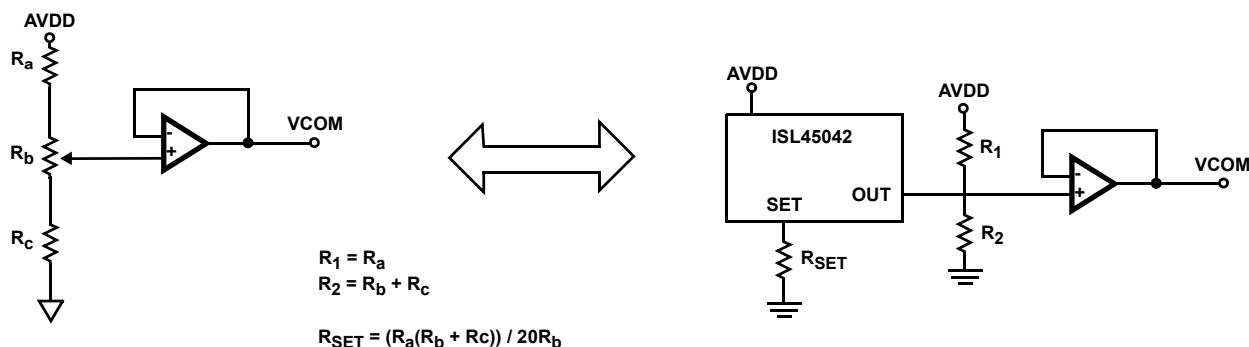 AVDD
Ra
Rb
Rc
-
+
VCOM
R1 = Ra
R2 = Rb + Rc
RSET = (Ra(Rb + Rc)) / 20Rb
AVDD
ISL45042
SET
OUT
RSET
AVDD
R1
R2
-
+
VCOM